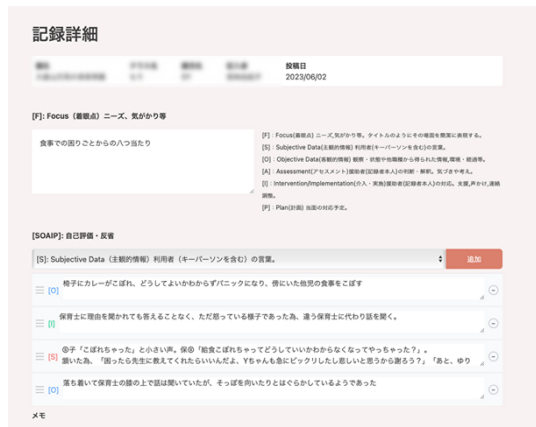 記録詳細
投稿日
2023/06/02
[F]: Focus（着眼点）ニーズ、気がかり等
食事での困りごとからの八つ当たり
[F]：Focus(着眼点) ニーズ,気がかり等。タイトルのようにその場面を簡潔に表現する。
[S]：Subjective Data(主観的情報) 利用者(キーパーソンを含む)の言葉。
[O]：Objective Data(客観的情報) 観察・状態や他職種から得られた情報,環境・経過等。
[A]：Assessment(アセスメント) 援助者(記録者本人)の判断・解釈。気づきや考え。
[I]：Intervention/Implementation(介入・実施)援助者(記録者本人)の対応。支援,声かけ,連絡
調整。
[P]：Plan(計画) 当面の対応予定。
[SOAIP]: 自己評価・反省
[S]: Subjective Data（主観的情報）利用者（キーパーソンを含む）の言葉。
追加
[O] 椅子にカレーがこぼれ、どうしてよいかわからずパニックになり、傍にいた他児の食事をこぼす
[I] 保育士に理由を聞かれても答えることなく、ただ怒っている様子であった為、違う保育士に代わり話を聞く。
[S] 子「こぼれちゃった」と小さい声。保「給食こぼれちゃってどうしていいかわからなくなってやっちゃった？」。
頷いた為、「困ったら先生に教えてくれたらいいんだよ、Yちゃんも急にビックリしたし悲しいと思うから謝ろう？」「あと、ゆり
[O] 落ち着いて保育士の膝の上で話は聞いていたが、そっぽを向いたりとはぐらかしているようであった
メモ